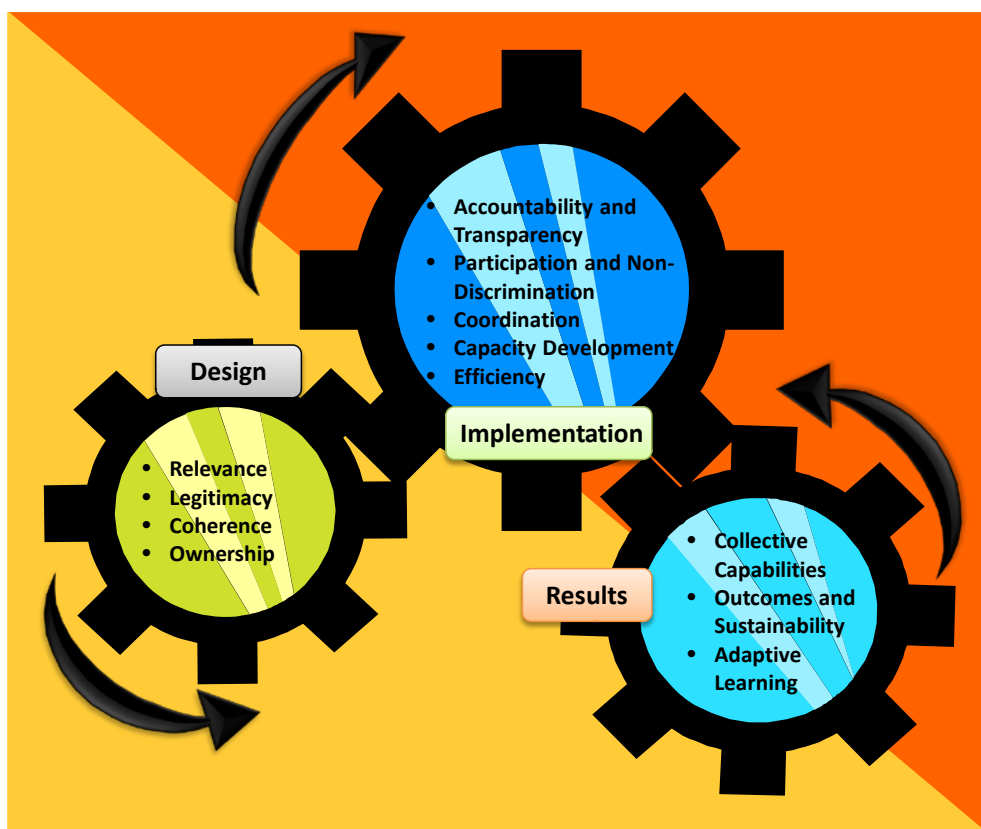 • Accountability and
Transparency
• Participation and Non-
Discrimination
• Coordination
• Capacity Development
• Efficiency
Implementation
Design
• Relevance
• Legitimacy
• Coherence
• Ownership
Results
• Collective
Capabilities
• Outcomes and
Sustainability
• Adaptive
Learning